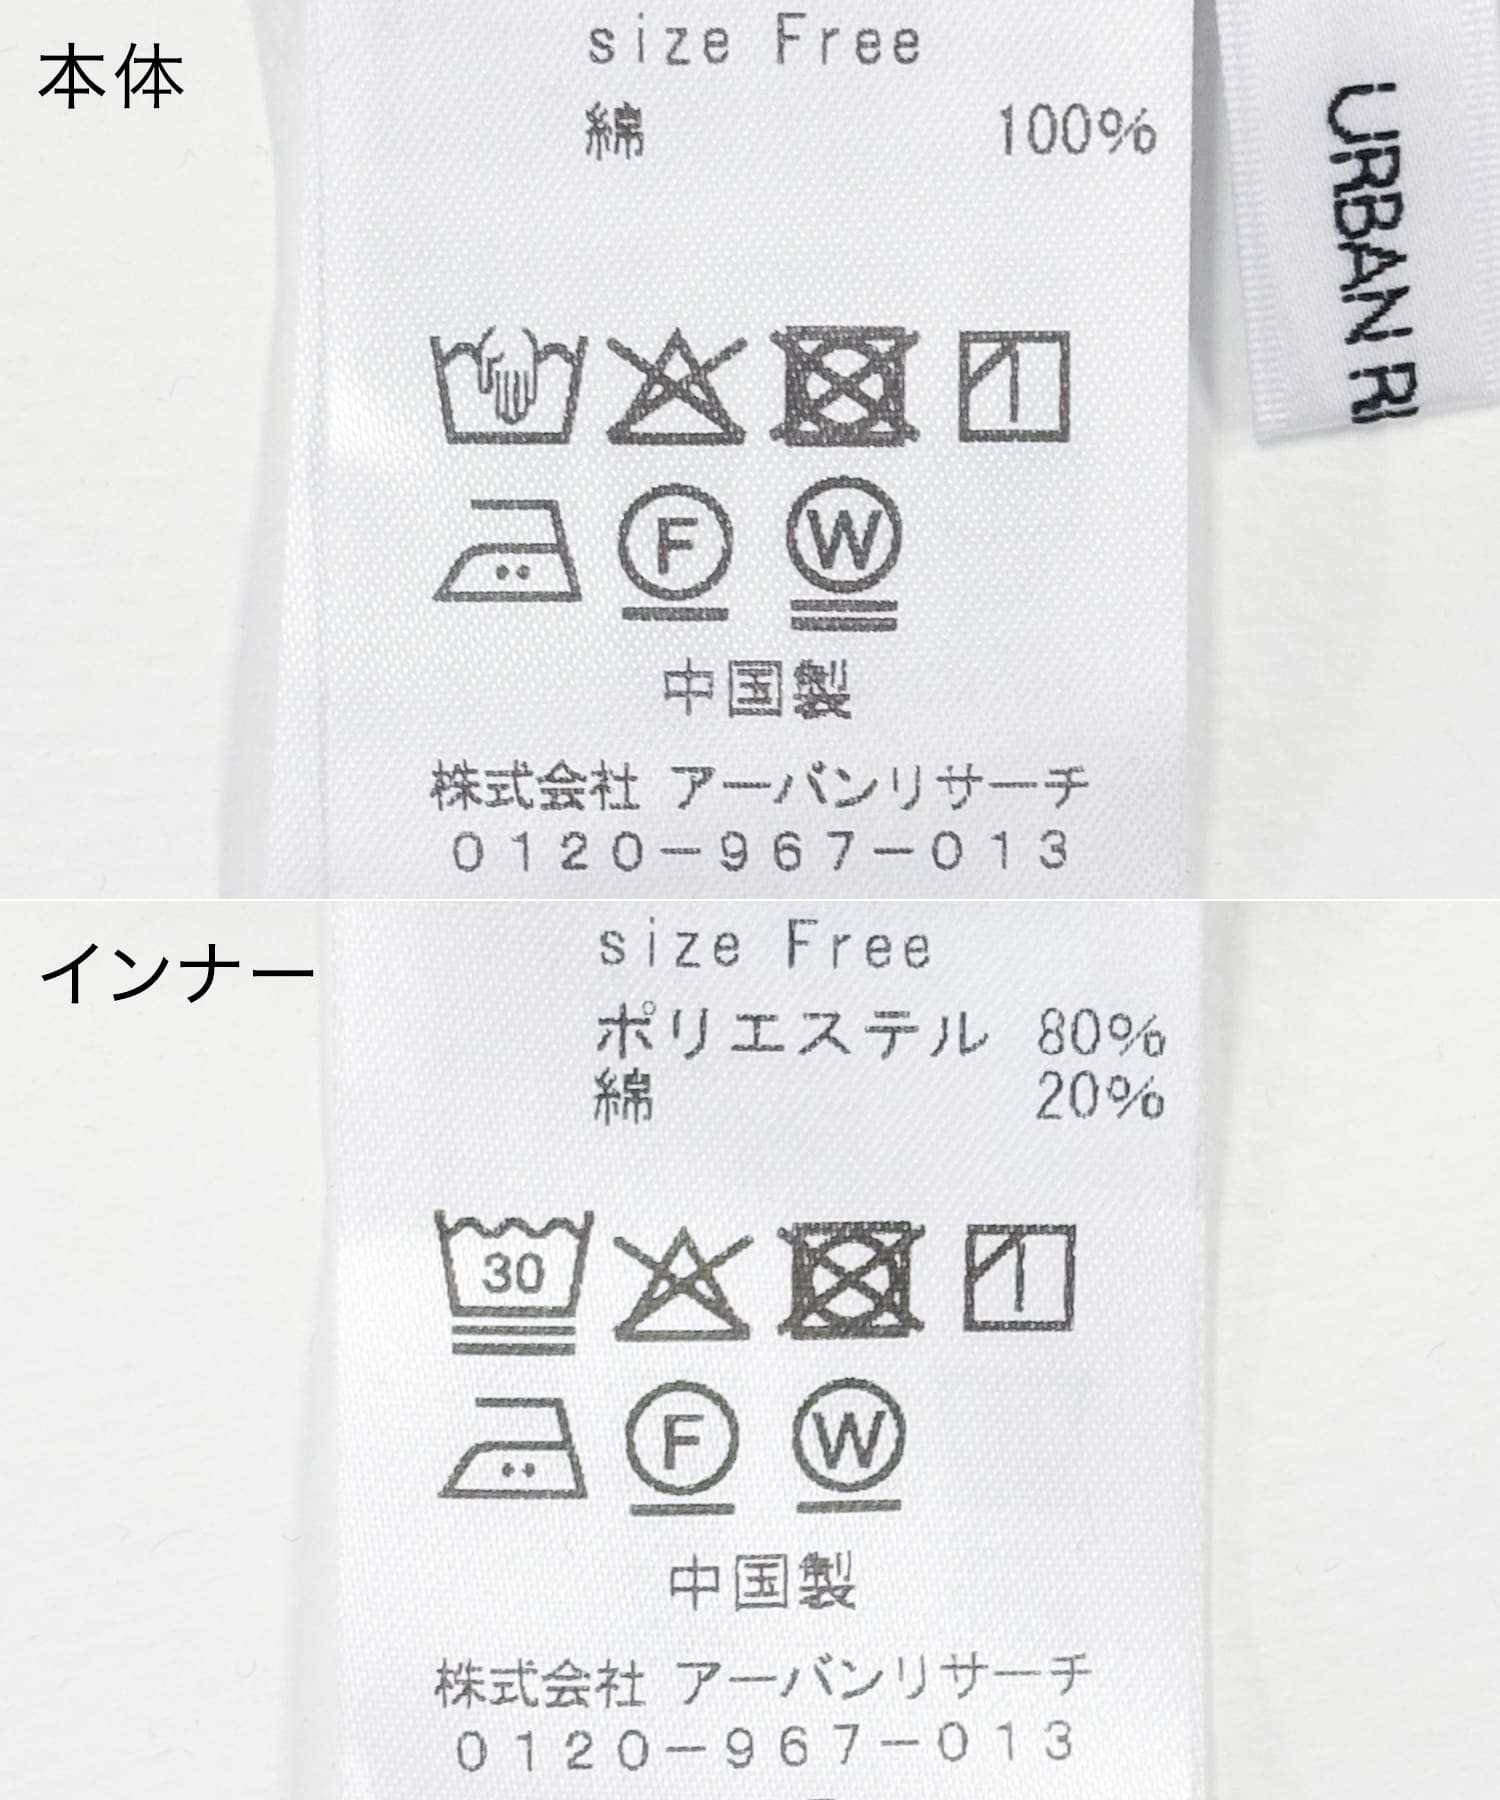 本体
size Free
綿 100%
F W
中国製
株式会社 アーバンリサーチ
0120-967-013
URBAN R
インナー
size Free
ポリエステル 80%
綿 20%
30
F W
中国製
株式会社 アーバンリサーチ
0120-967-013